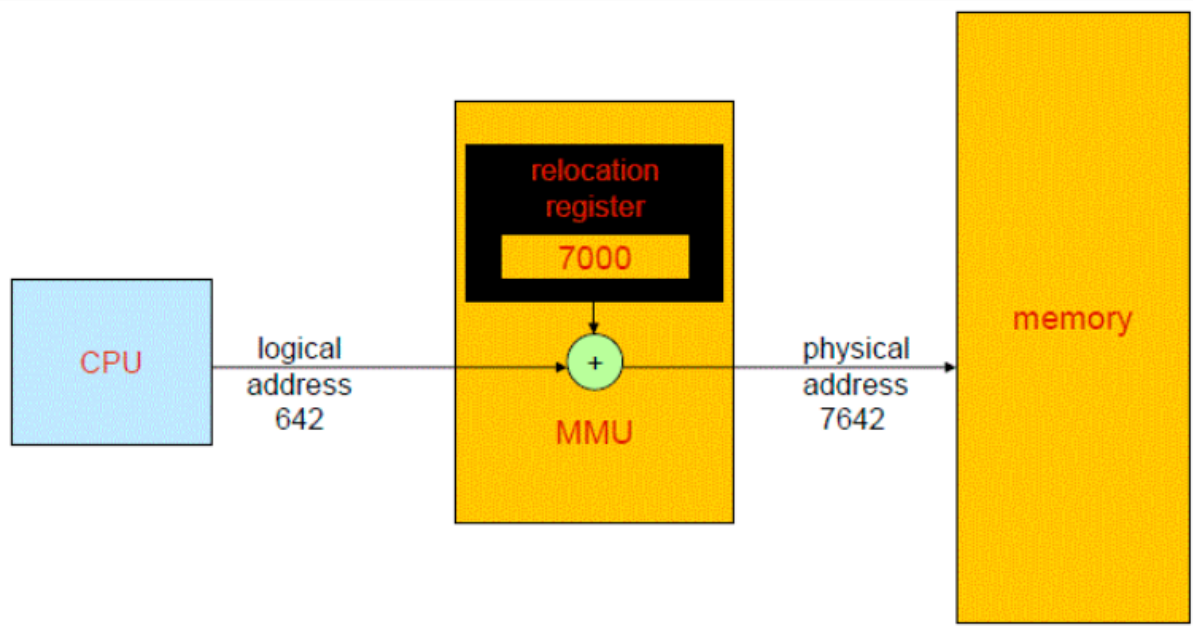 relocation
register
7000
CPU
logical
address
642
+
MMU
physical
address
7642
memory